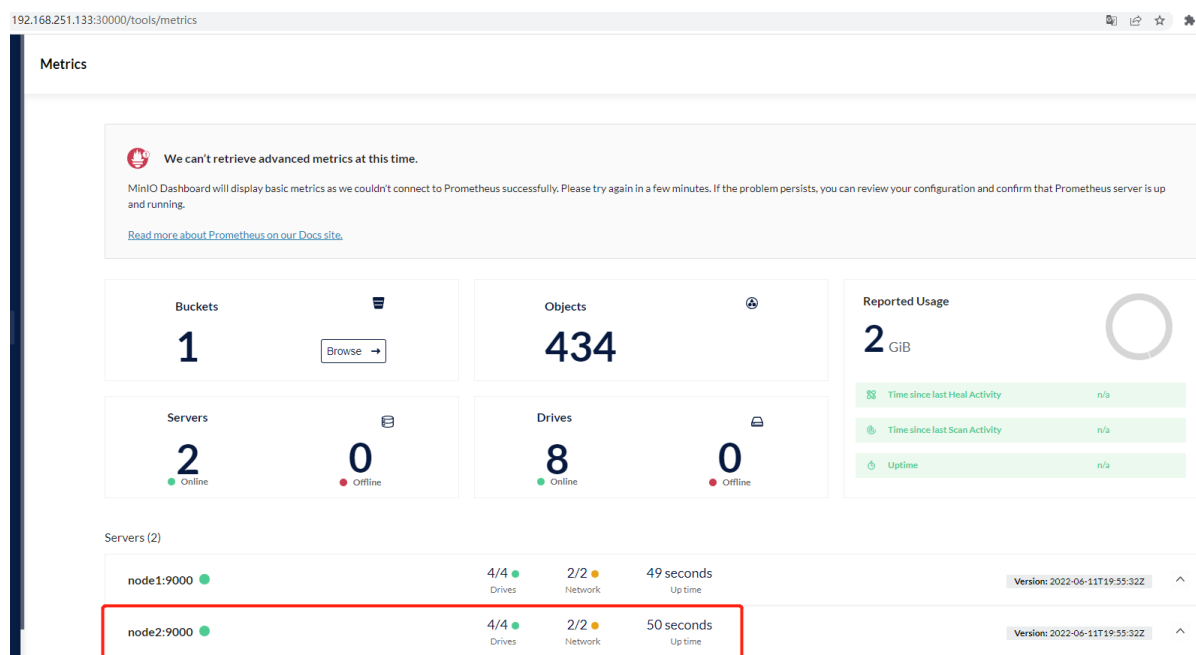 192.168.251.133:30000/tools/metrics
Metrics
We can't retrieve advanced metrics at this time.
MinIO Dashboard will display basic metrics as we couldn't connect to Prometheus successfully. Please try again in a few minutes. If the problem persists, you can review your configuration and confirm that Prometheus server is up
and running.
Read more about Prometheus on our Docs site.
Buckets
1
Browse →
Objects
434
Reported Usage
2 GiB
Time since last Heal Activity n/a
Time since last Scan Activity n/a
Uptime n/a
Servers
2 0
Online Offline
Drives
8 0
Online Offline
Servers (2)
node1:9000 4/4 2/2 49 seconds Version: 2022-06-11T19:55:32Z
Drives Network Up time
node2:9000 4/4 2/2 50 seconds Version: 2022-06-11T19:55:32Z
Drives Network Up time